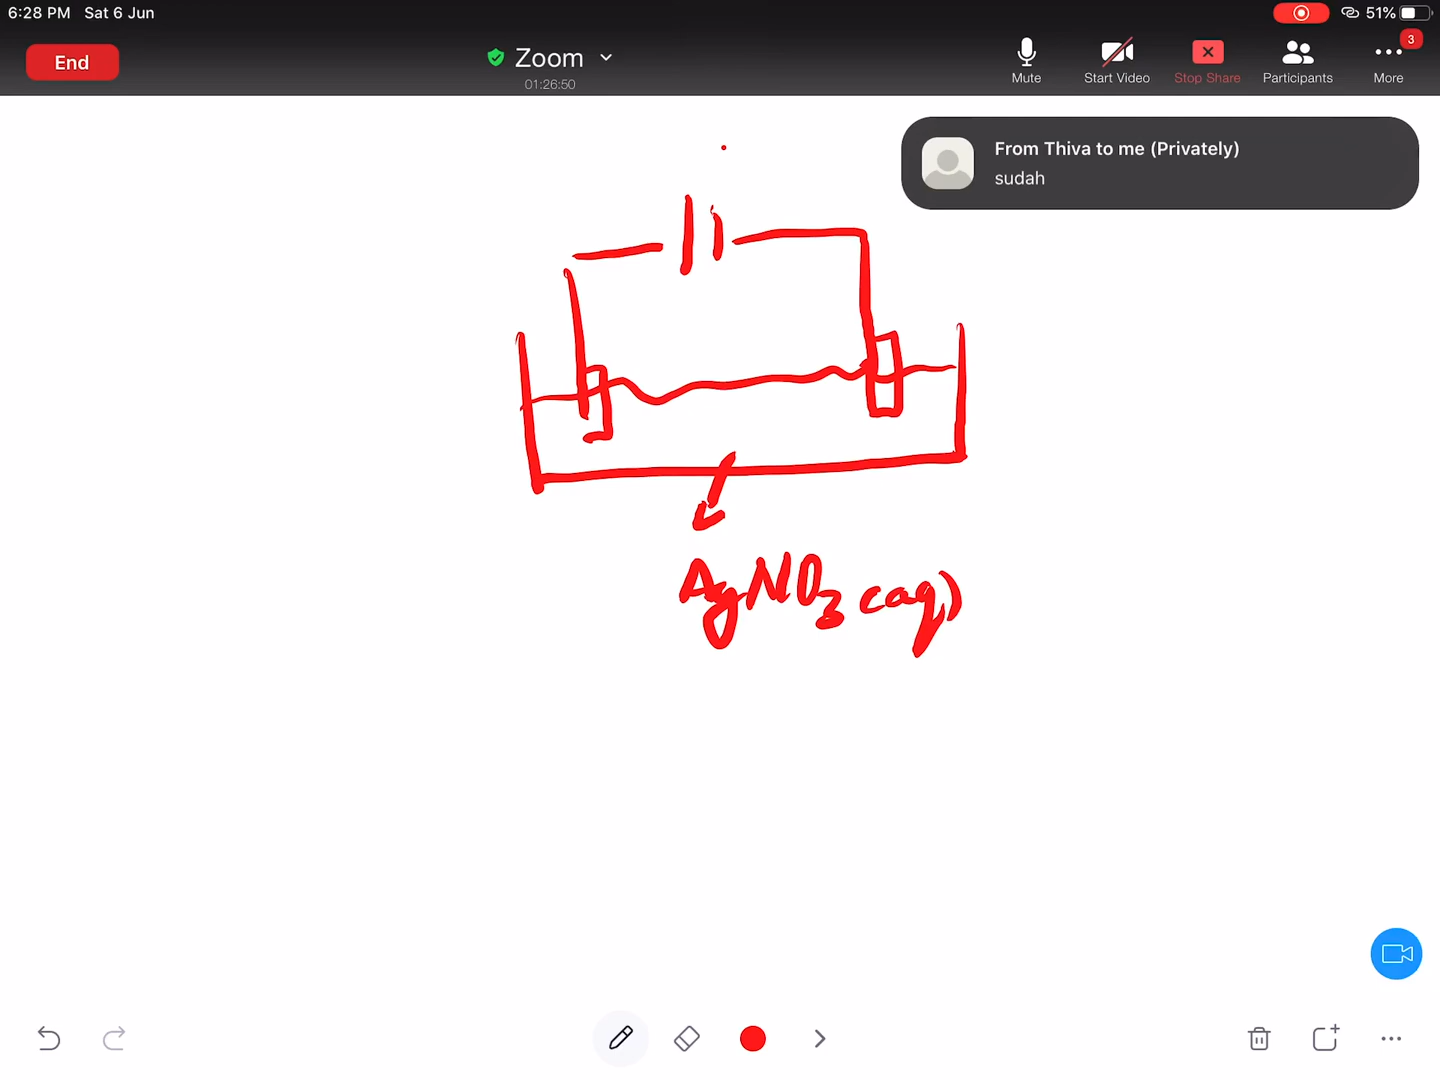 6:28 PM Sat 6 Jun
51%
End
Zoom
01:26:50
Mute
Start Video
Stop Share
Participants
More
3
From Thiva to me (Privately)
sudah
AgNO3 (aq)